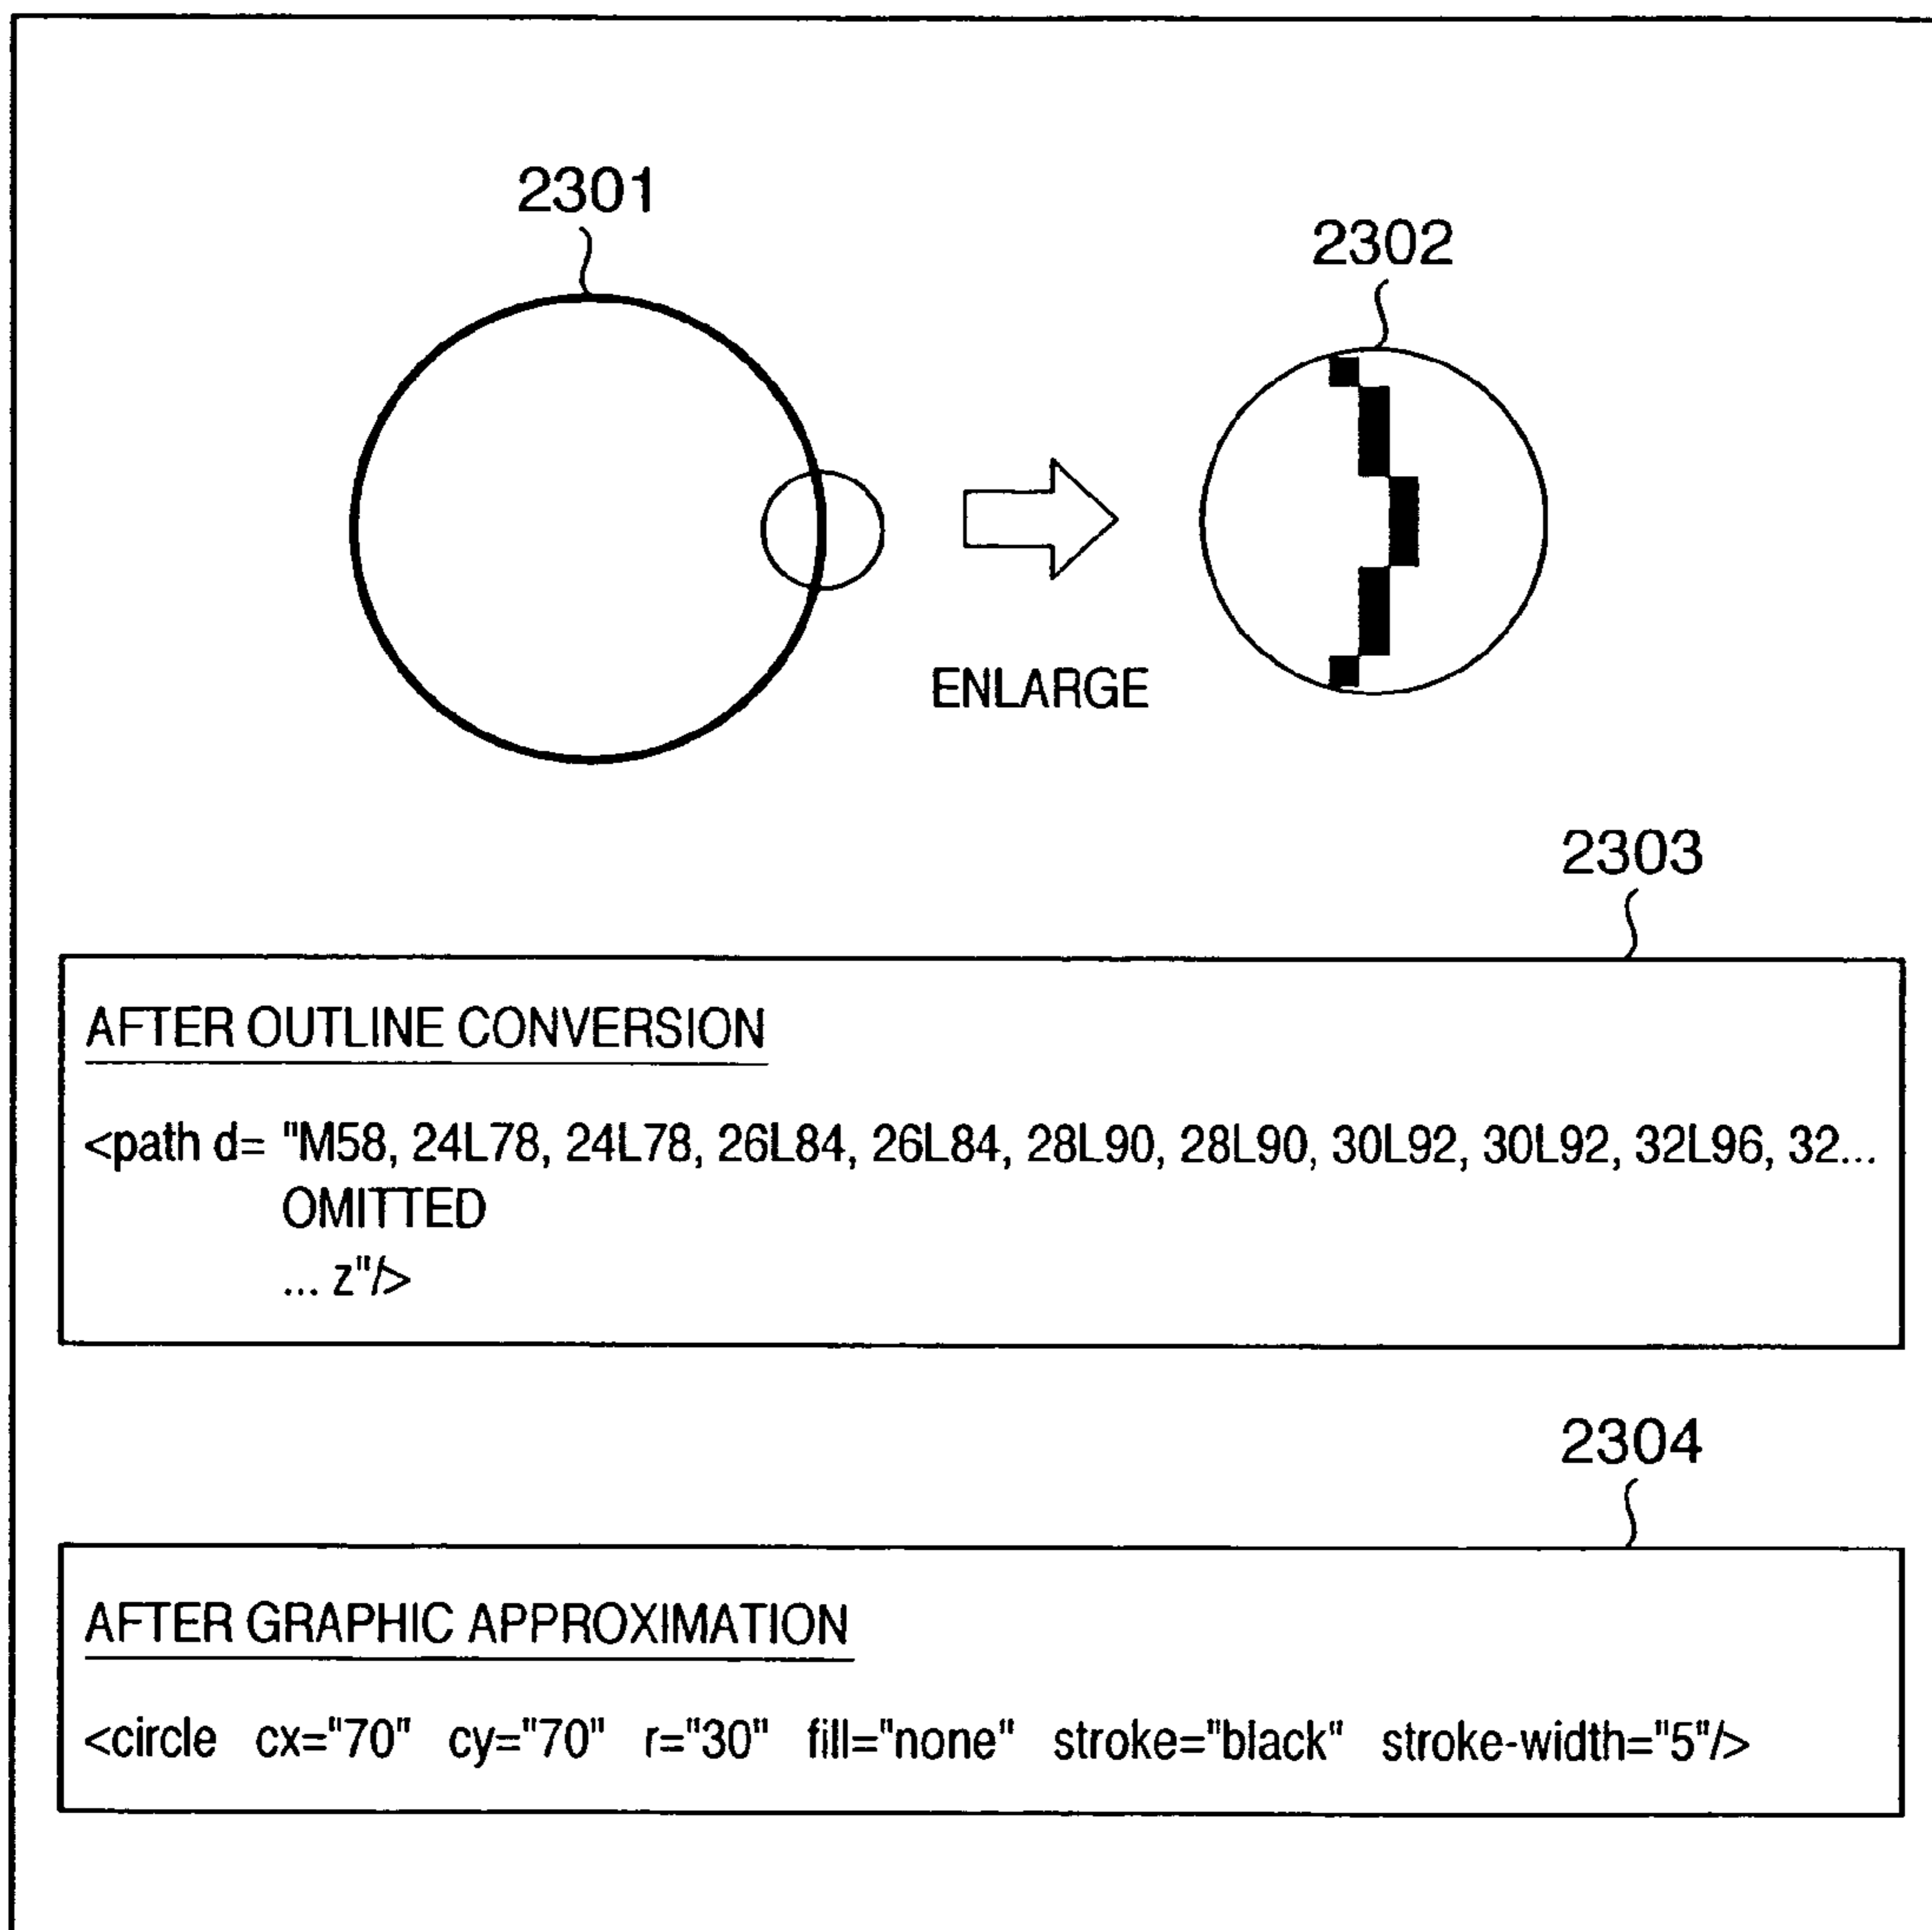 2301
2302
ENLARGE
2303
AFTER OUTLINE CONVERSION
<path d= "M58, 24L78, 24L78, 26L84, 26L84, 28L90, 28L90, 30L92, 30L92, 32L96, 32...
OMITTED
... z"/>
2304
AFTER GRAPHIC APPROXIMATION
<circle cx="70" cy="70" r="30" fill="none" stroke="black" stroke-width="5"/>